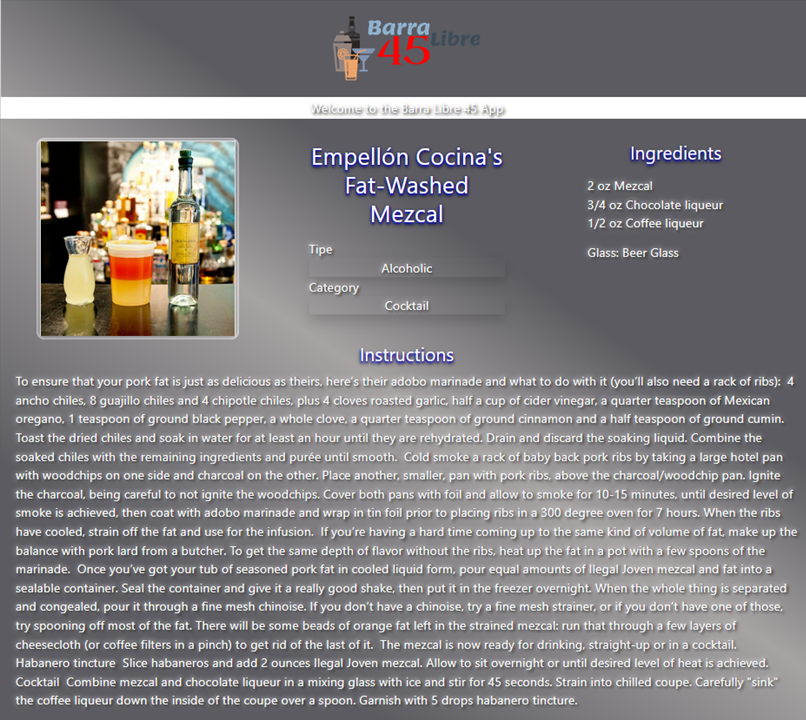 Barra
45 Libre
Welcome to the Barra Libre 45 App
Empellón Cocina's
Fat-Washed
Mezcal
Tipe
Alcoholic
Category
Cocktail
Ingredients
2 oz Mezcal
3/4 oz Chocolate liqueur
1/2 oz Coffee liqueur
Glass: Beer Glass
Instructions
To ensure that your pork fat is just as delicious as theirs, here's their adobo marinade and what to do with it (you'll also need a rack of ribs):  4
ancho chiles, 8 guajillo chiles and 4 chipotle chiles, plus 4 cloves roasted garlic, half a cup of cider vinegar, a quarter teaspoon of Mexican
oregano, 1 teaspoon of ground black pepper, a whole clove, a quarter teaspoon of ground cinnamon and a half teaspoon of ground cumin.
Toast the dried chiles and soak in water for at least an hour until they are rehydrated. Drain and discard the soaking liquid. Combine the
soaked chiles with the remaining ingredients and purée until smooth.  Cold smoke a rack of baby back pork ribs by taking a large hotel pan
with woodchips on one side and charcoal on the other. Place another, smaller, pan with pork ribs, above the charcoal/woodchip pan. Ignite
the charcoal, being careful to not ignite the woodchips. Cover both pans with foil and allow to smoke for 10-15 minutes, until desired level of
smoke is achieved, then coat with adobo marinade and wrap in tin foil prior to placing ribs in a 300 degree oven for 7 hours. When the ribs
have cooled, strain off the fat and use for the infusion.  If you're having a hard time coming up to the same kind of volume of fat, make up the
balance with pork lard from a butcher. To get the same depth of flavor without the ribs, heat up the fat in a pot with a few spoons of the
marinade.  Once you've got your tub of seasoned pork fat in cooled liquid form, pour equal amounts of Ilegal Joven mezcal and fat into a
sealable container. Seal the container and give it a really good shake, then put it in the freezer overnight. When the whole thing is separated
and congealed, pour it through a fine mesh chinoise. If you don't have a chinoise, try a fine mesh strainer, or if you don't have one of those,
try spooning off most of the fat. There will be some beads of orange fat left in the strained mezcal: run that through a few layers of
cheesecloth (or coffee filters in a pinch) to get rid of the last of it.  The mezcal is now ready for drinking, straight-up or in a cocktail.
Habanero tincture  Slice habaneros and add 2 ounces Ilegal Joven mezcal. Allow to sit overnight or until desired level of heat is achieved.
Cocktail  Combine mezcal and chocolate liqueur in a mixing glass with ice and stir for 45 seconds. Strain into chilled coupe. Carefully "sink"
the coffee liqueur down the inside of the coupe over a spoon. Garnish with 5 drops habanero tincture.